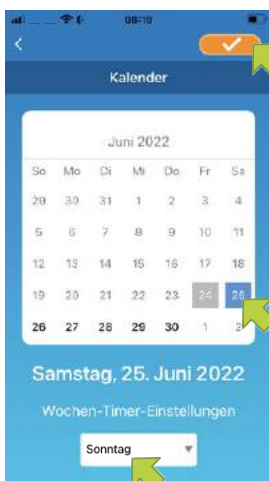 08:19
Kalender
Juni 2022
So Mo Di Mi Do Fr Sa
29 30 31 1 2 3 4
5 6 7 8 9 10 11
12 13 14 15 16 17 18
19 20 21 22 23 24 25
26 27 28 29 30 1 2
Samstag, 25. Juni 2022
Wochen-Timer-Einstellungen
Sonntag